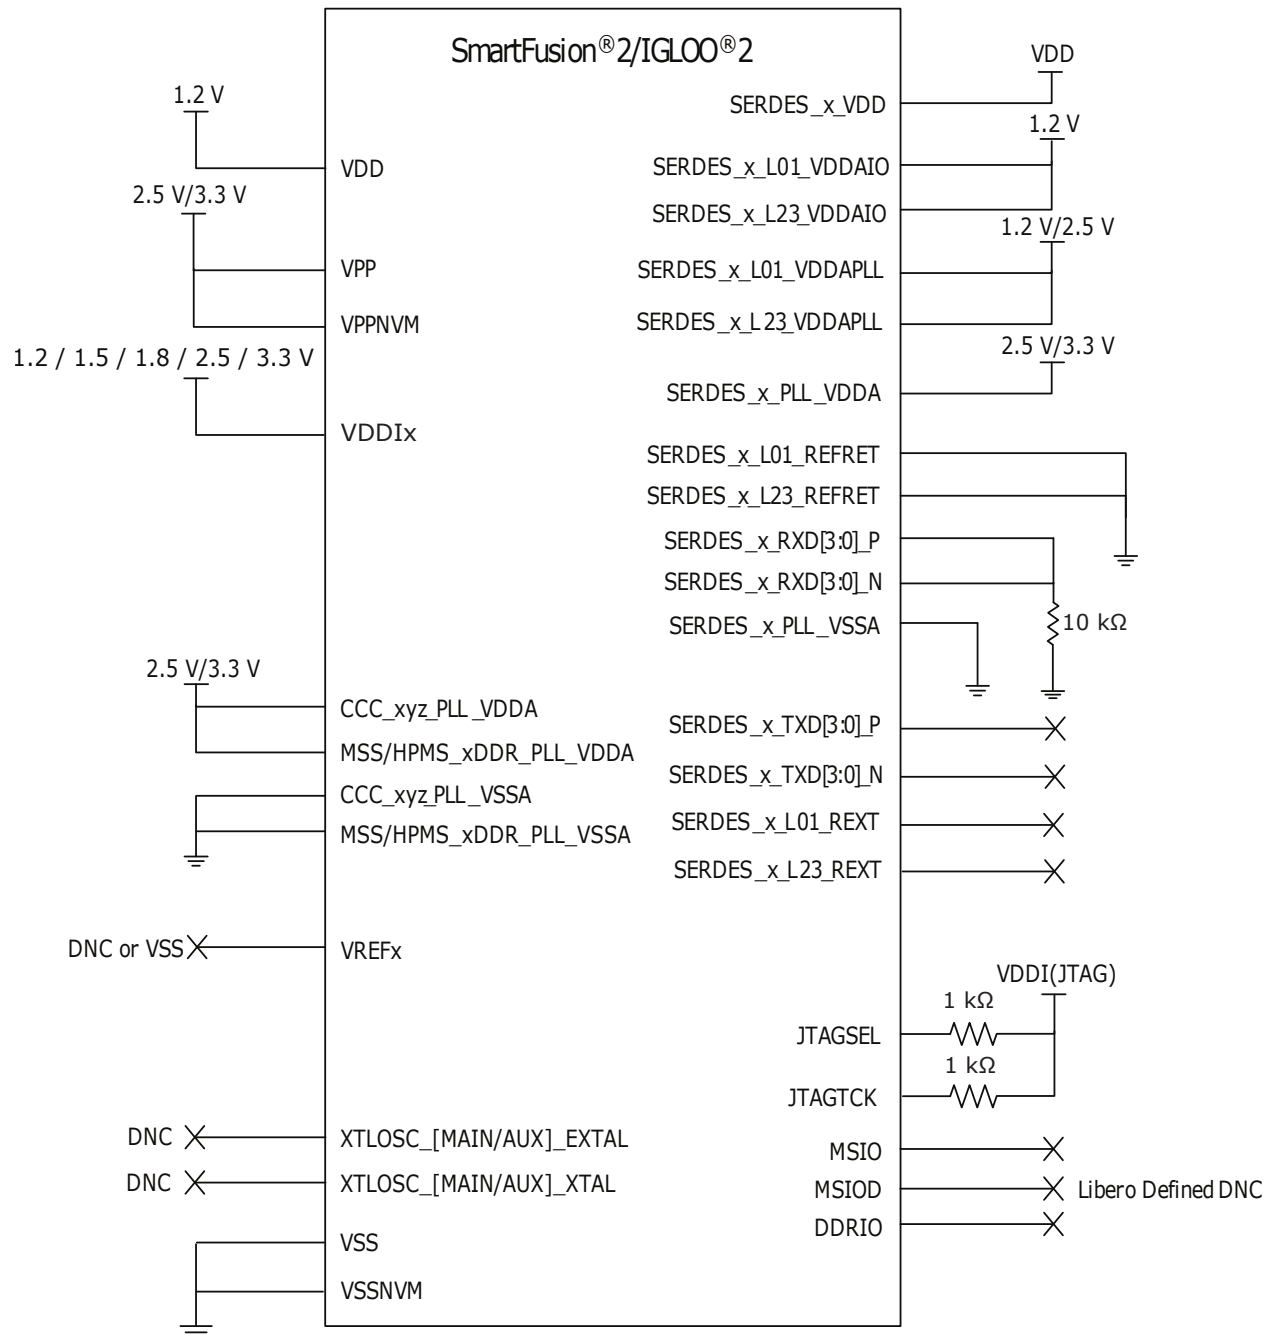 SmartFusion®2/IGLOO®2
1.2 V
VDD
2.5 V/3.3 V
VPP
VPPNVM
1.2 / 1.5 / 1.8 / 2.5 / 3.3 V
VDDIx
2.5 V/3.3 V
CCC_xyz_PLL_VDDA
MSS/HPMS_xDDR_PLL_VDDA
CCC_xyz_PLL_VSSA
MSS/HPMS_xDDR_PLL_VSSA
DNC or VSS
VREFx
DNC
XTLOSC_[MAIN/AUX]_EXTAL
DNC
XTLOSC_[MAIN/AUX]_XTAL
VSS
VSSNVM
VDD
SERDES_x_VDD
1.2 V
SERDES_x_L01_VDDAIO
SERDES_x_L23_VDDAIO
1.2 V/2.5 V
SERDES_x_L01_VDDAPLL
SERDES_x_L23_VDDAPLL
2.5 V/3.3 V
SERDES_x_PLL_VDDA
SERDES_x_L01_REFRET
SERDES_x_L23_REFRET
SERDES_x_RXD[3:0]_P
SERDES_x_RXD[3:0]_N
SERDES_x_PLL_VSSA
10 kΩ
SERDES_x_TXD[3:0]_P
SERDES_x_TXD[3:0]_N
SERDES_x_L01_REXT
SERDES_x_L23_REXT
VDDI(JTAG)
1 kΩ
JTAGSEL
1 kΩ
JTAGTCK
MSIO
MSIOD
Libero Defined DNC
DDRIO